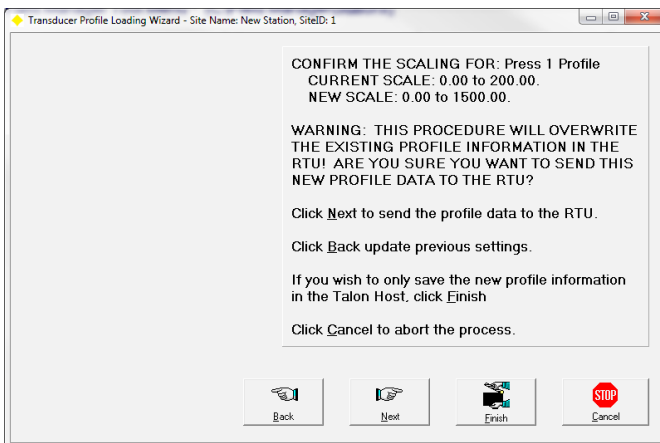 Transducer Profile Loading Wizard - Site Name: New Station, SiteID: 1
CONFIRM THE SCALING FOR: Press 1 Profile
CURRENT SCALE: 0.00 to 200.00.
NEW SCALE: 0.00 to 1500.00.
WARNING: THIS PROCEDURE WILL OVERWRITE
THE EXISTING PROFILE INFORMATION IN THE
RTU! ARE YOU SURE YOU WANT TO SEND THIS
NEW PROFILE DATA TO THE RTU?
Click Next to send the profile data to the RTU.
Click Back update previous settings.
If you wish to only save the new profile information
in the Talon Host, click Finish
Click Cancel to abort the process.
Back
Next
Finish
STOP
Cancel